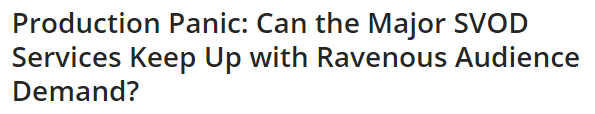 Production Panic: Can the Major SVOD
Services Keep Up with Ravenous Audience
Demand?